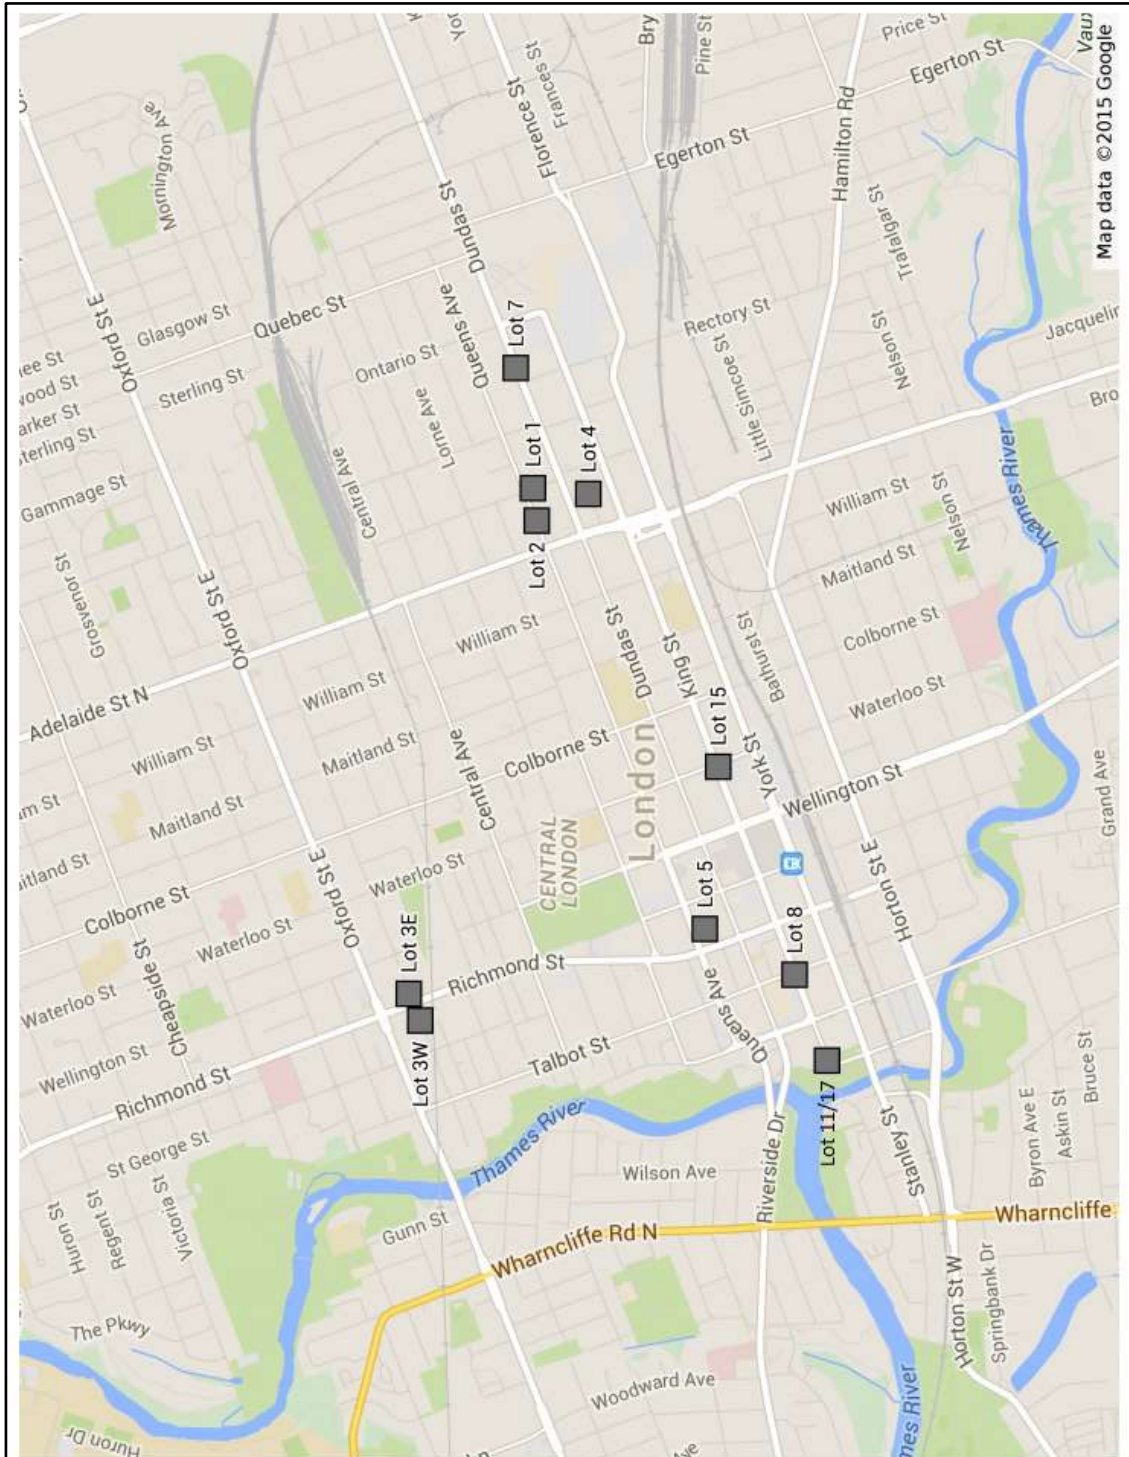 Huron Dr
The Pkwy
Huron St
Regent St
Victoria St
St George St
Richmond St
Wellington St
Waterloo St
Cheapside St
Colborne St
Waterloo St
Maitland St
William St
Adelaide St N
Grosvenor St
Gammage St
Sterling St
Sterling St
Glasgow St
Quebec St
Oxford St E
Mornington Ave
Gunn St
Wharncliffe Rd N
Thames River
Talbot St
Lot 3W
Lot 3E
Richmond St
Oxford St E
Waterloo St
Maitland St
William St
Oxford St E
Central Ave
Central Ave
Colborne St
William St
Lorne Ave
Ontario St
Queens Ave
Dundas St
Florence St
Frances St
Lot 2
Lot 1
Lot 7
Lot 4
CENTRAL
LONDON
London
Dundas St
King St
York St
Bathurst St
Lot 15
Lot 5
Lot 8
Lot 11/17
Queens Ave
Riverside Dr
Wilson Ave
Woodward Ave
Stanley St
Wellington St
Horton St E
Waterloo St
Colborne St
Maitland St
William St
Nelson St
Little Simcoe St
Rectory St
Egerton St
Pine St
Hamilton Rd
Egerton St
Price St
Trafalgar St
Nelson St
Thames River
Grand Ave
Byron Ave E
Askin St
Bruce St
Wharncliffe
Horton St W
Springbank Dr
Map data ©2015 Google